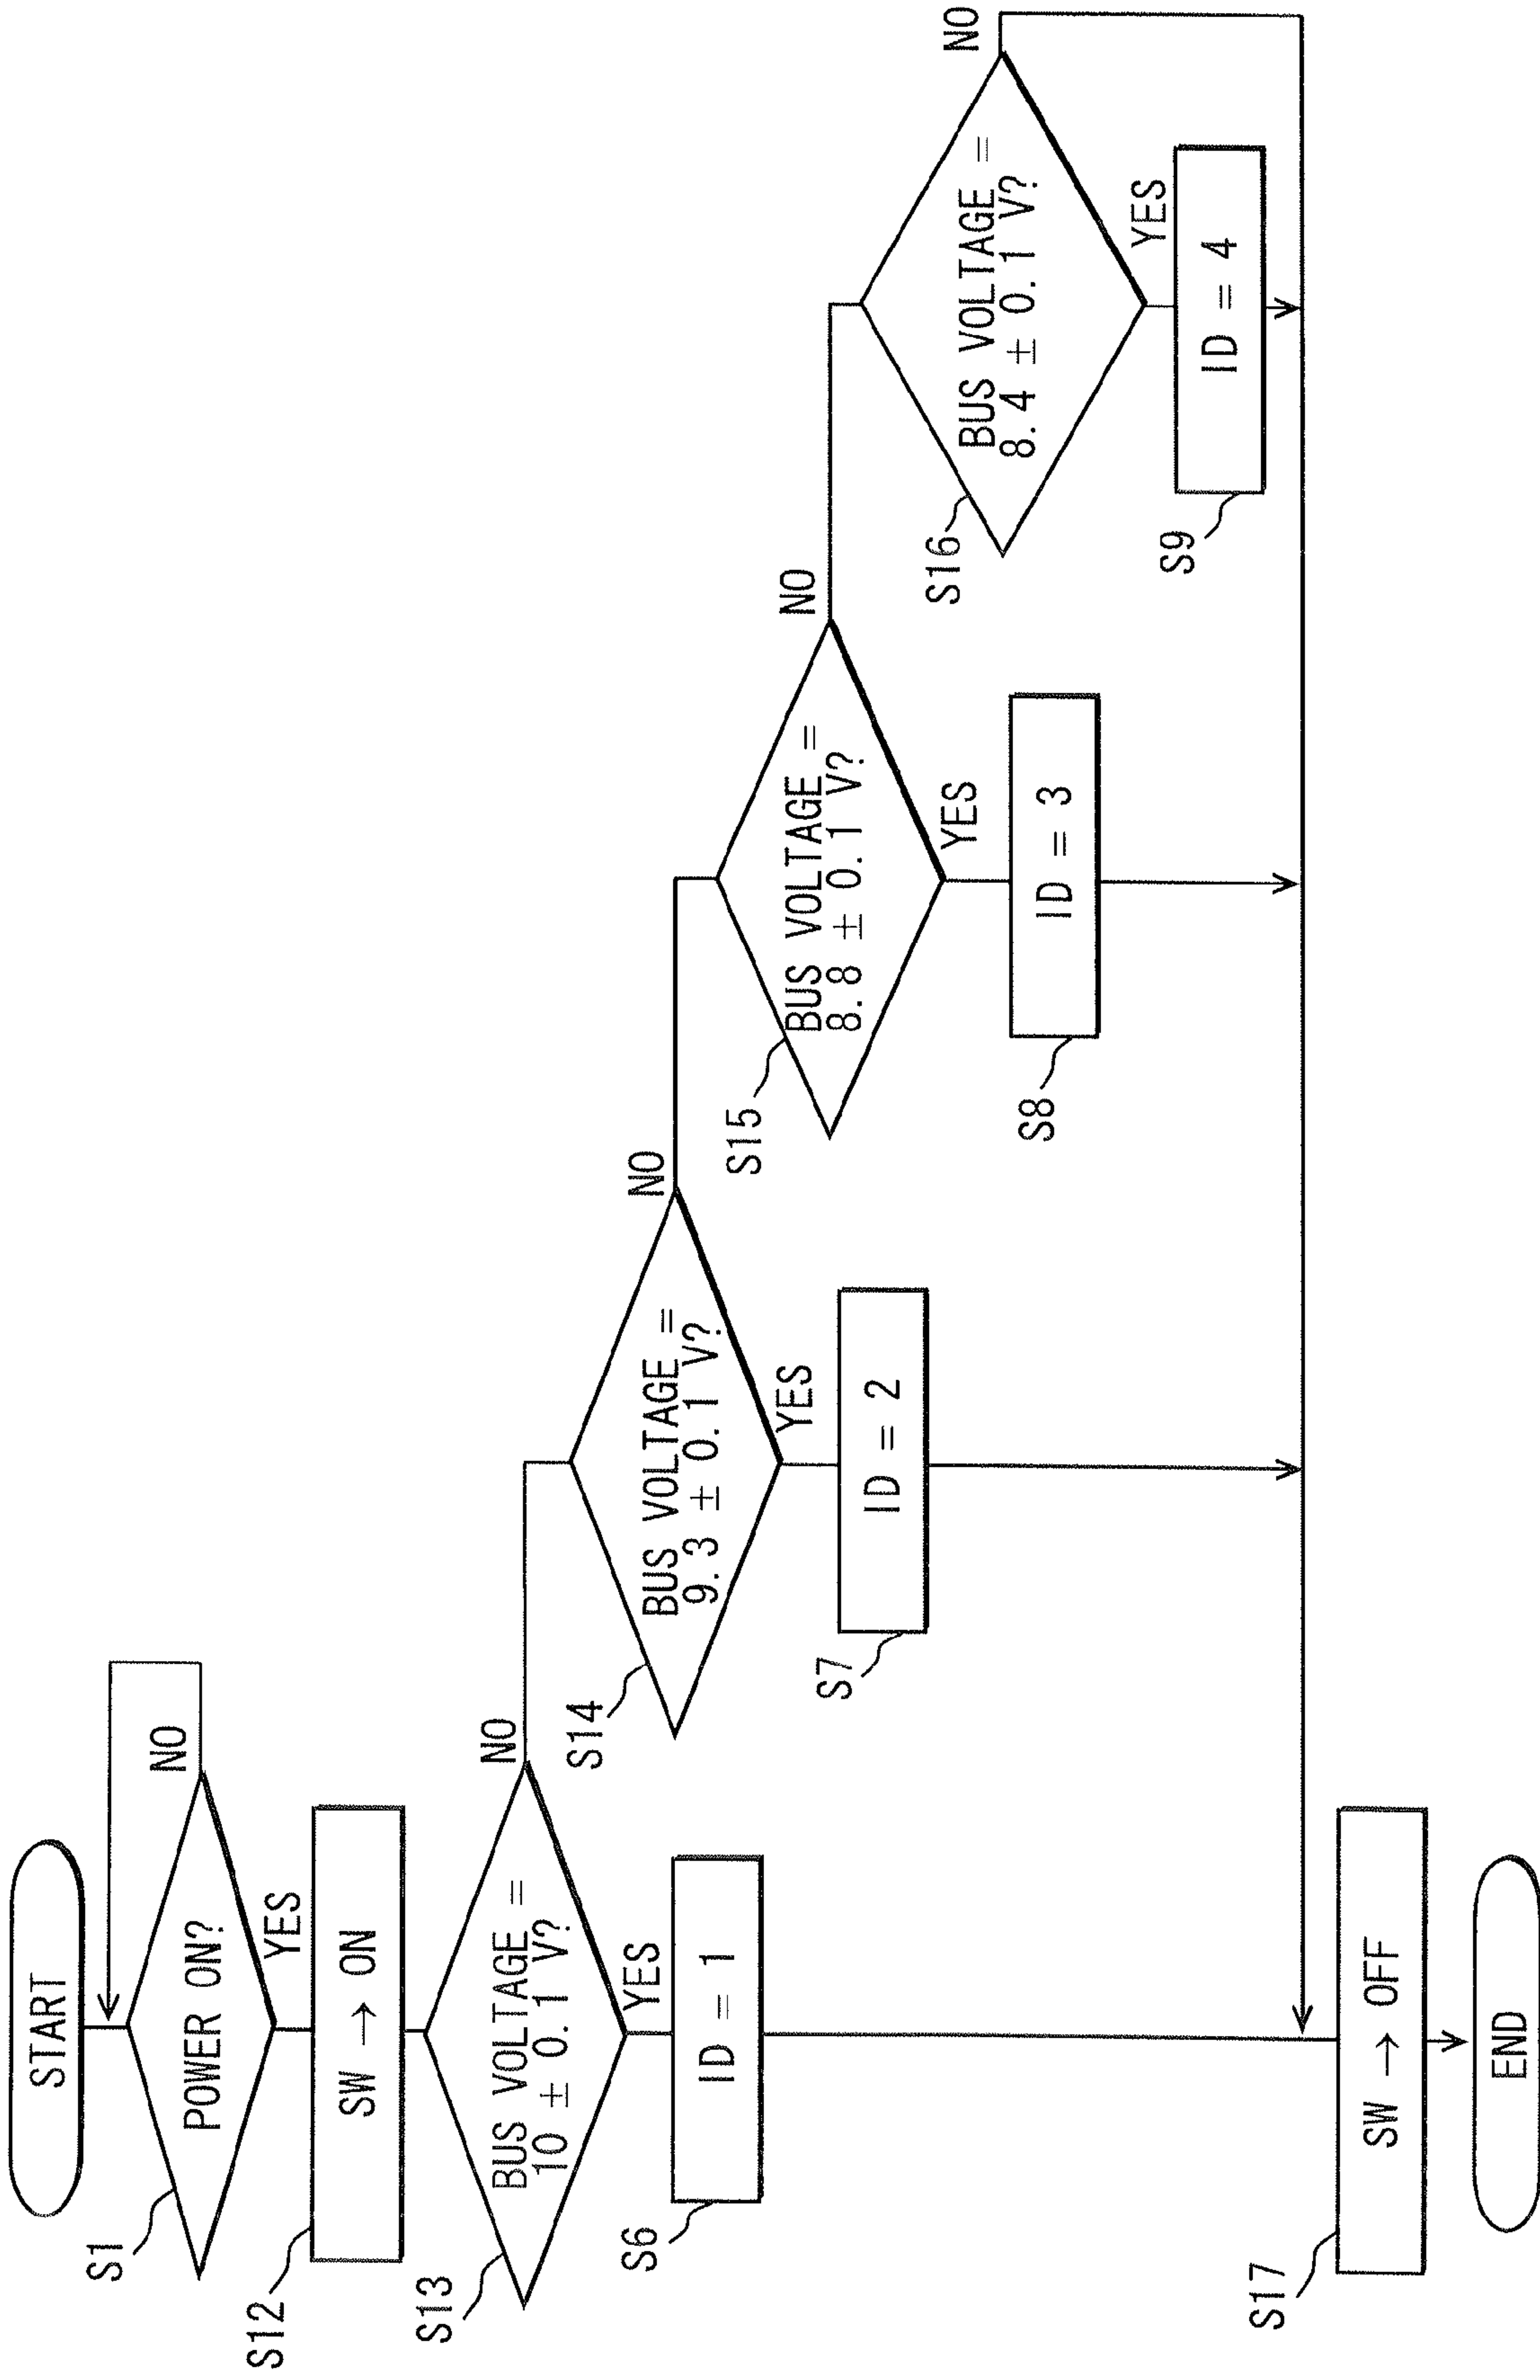 START
S1
POWER ON?
NO
YES
S12
SW → ON
S13
BUS VOLTAGE =
10 ± 0.1 V?
NO
YES
S6
ID = 1
S14
BUS VOLTAGE =
9.3 ± 0.1 V?
NO
YES
S7
ID = 2
S15
BUS VOLTAGE =
8.8 ± 0.1 V?
NO
YES
S8
ID = 3
S16
BUS VOLTAGE =
8.4 ± 0.1 V?
NO
YES
S9
ID = 4
S17
SW → OFF
END